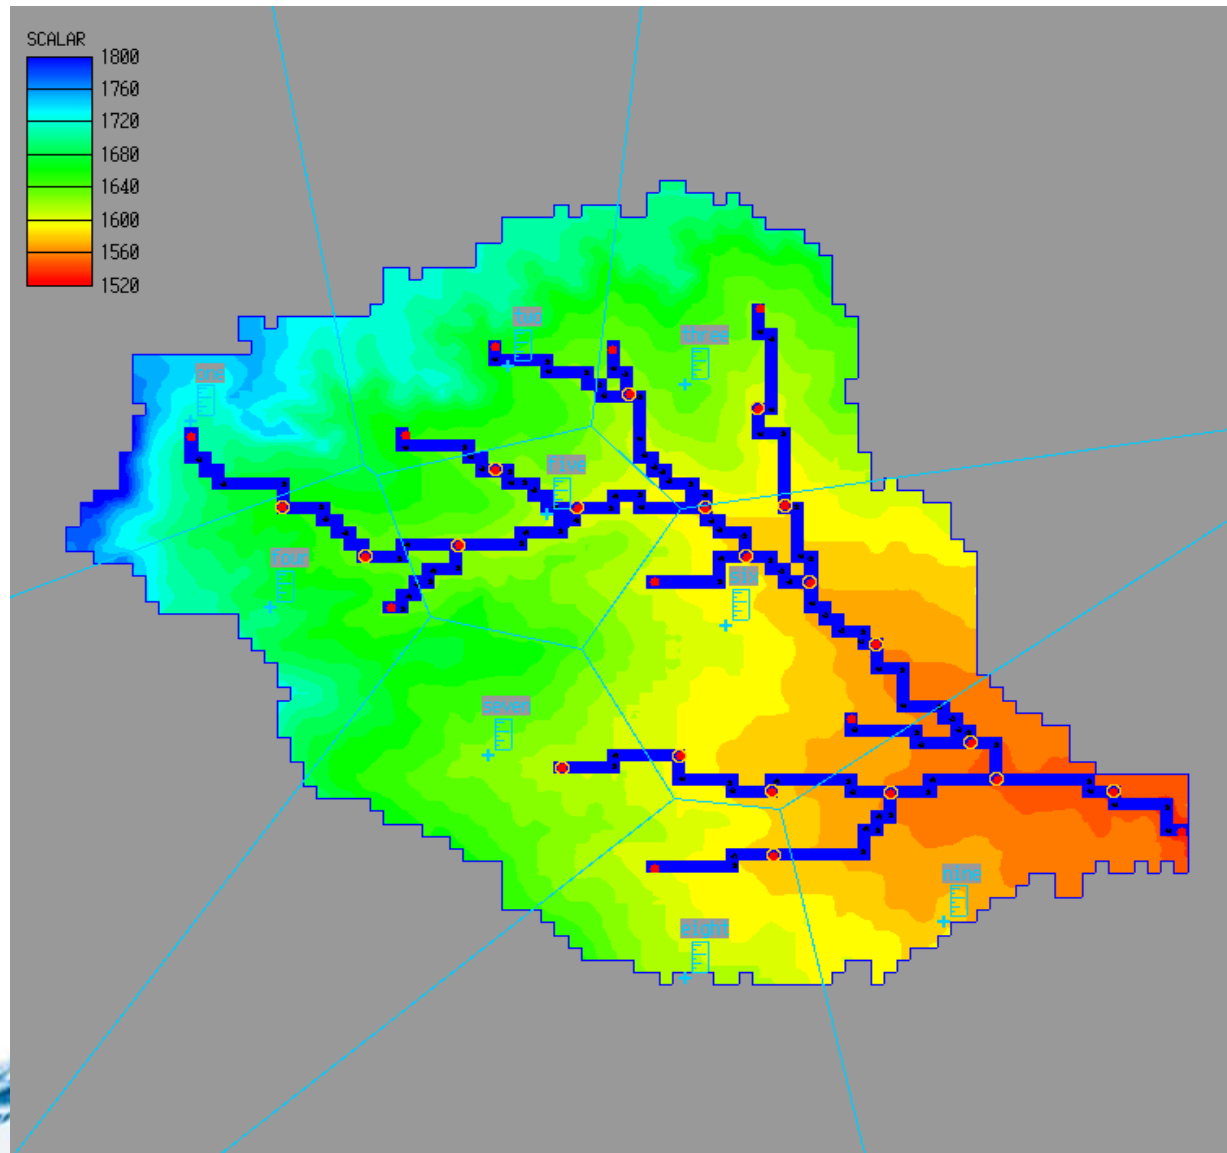 SCALAR
1800
1760
1720
1680
1640
1600
1560
1520
two
three
one
five
four
six
seven
nine
eight